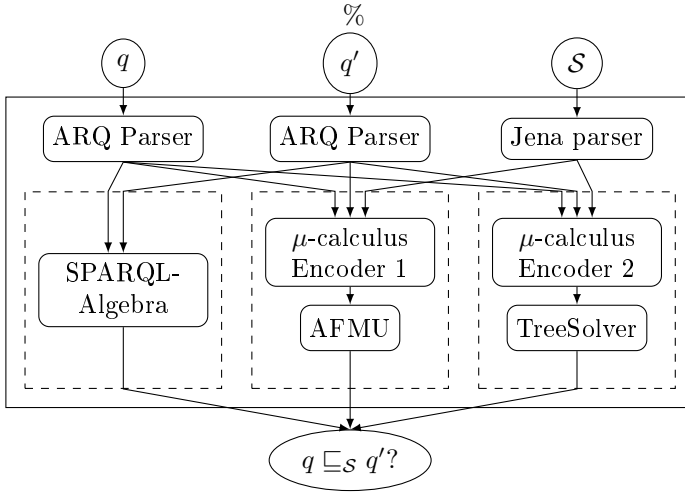 %
q
q′
𝒮
ARQ Parser
ARQ Parser
Jena parser
SPARQL-
Algebra
μ-calculus
Encoder 1
μ-calculus
Encoder 2
AFMU
TreeSolver
q ⊑𝒮 q′?